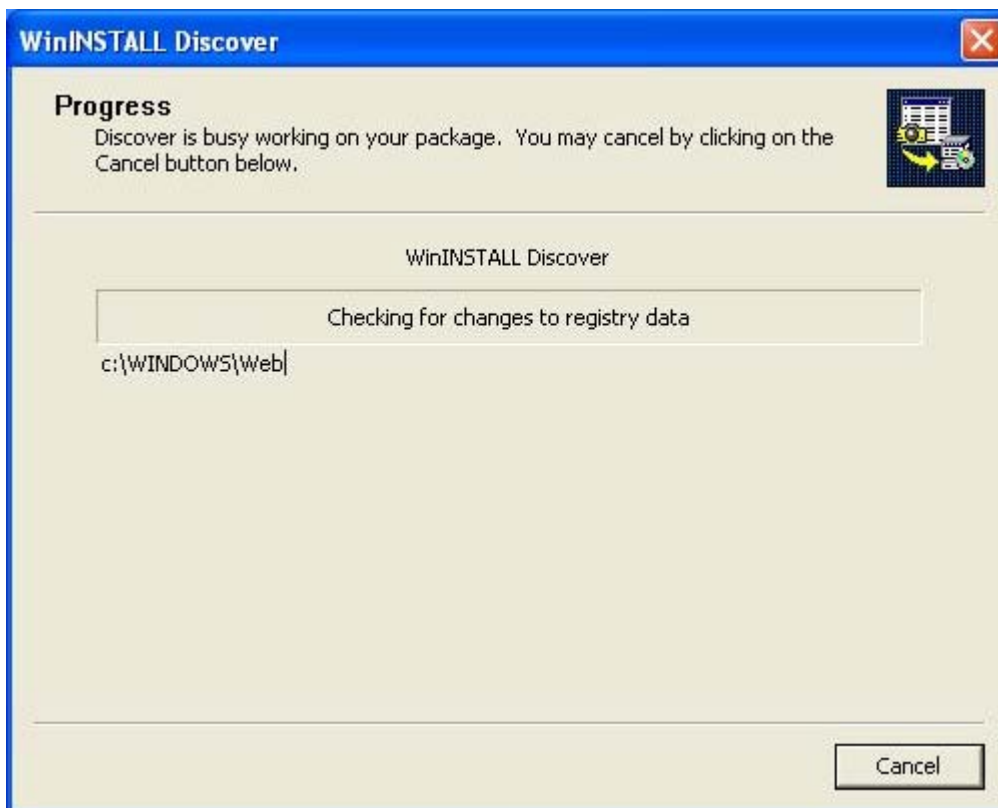 WinINSTALL Discover
Progress
Discover is busy working on your package. You may cancel by clicking on the
Cancel button below.
WinINSTALL Discover
Checking for changes to registry data
c:\WINDOWS\Web
Cancel